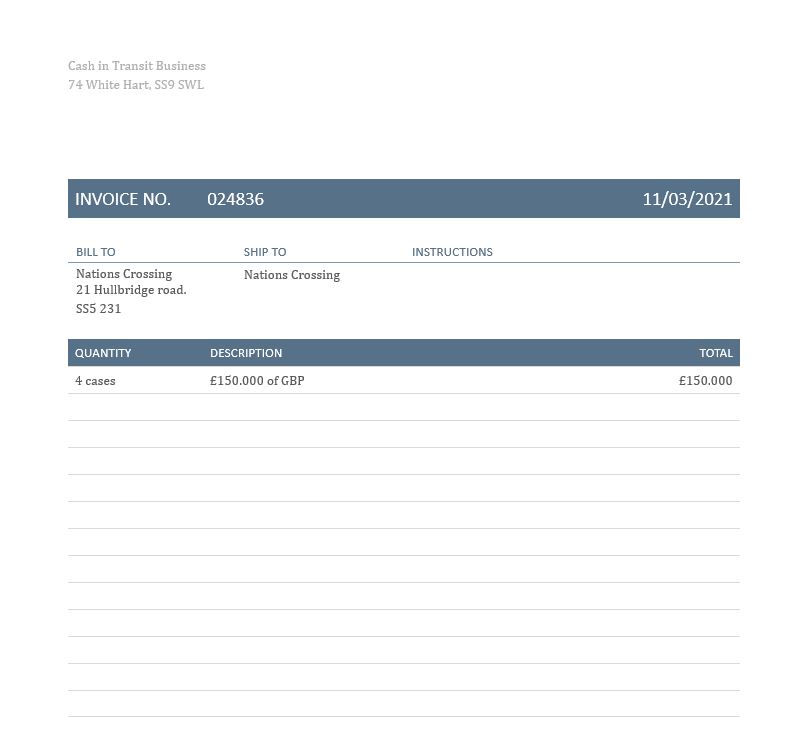 Cash in Transit Business
74 White Hart, SS9 SWL
INVOICE NO. 024836 11/03/2021
BILL TO SHIP TO INSTRUCTIONS
Nations Crossing Nations Crossing
21 Hullbridge road.
SS5 231
QUANTITY DESCRIPTION TOTAL
4 cases £150.000 of GBP £150.000